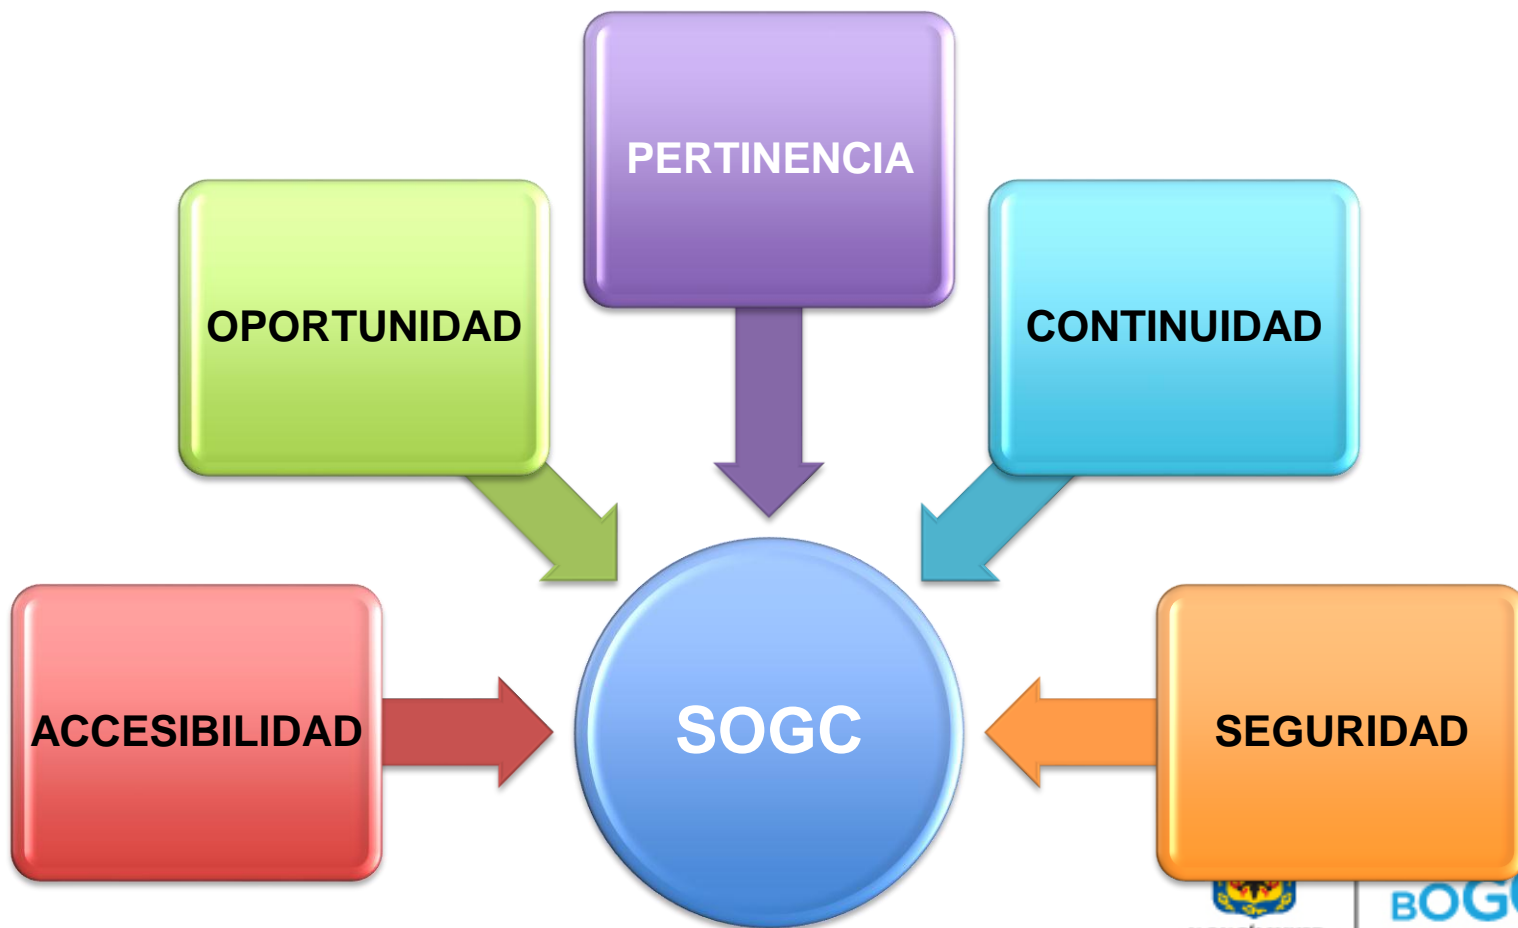 PERTINENCIA
OPORTUNIDAD
CONTINUIDAD
ACCESIBILIDAD
SOGC
SEGURIDAD